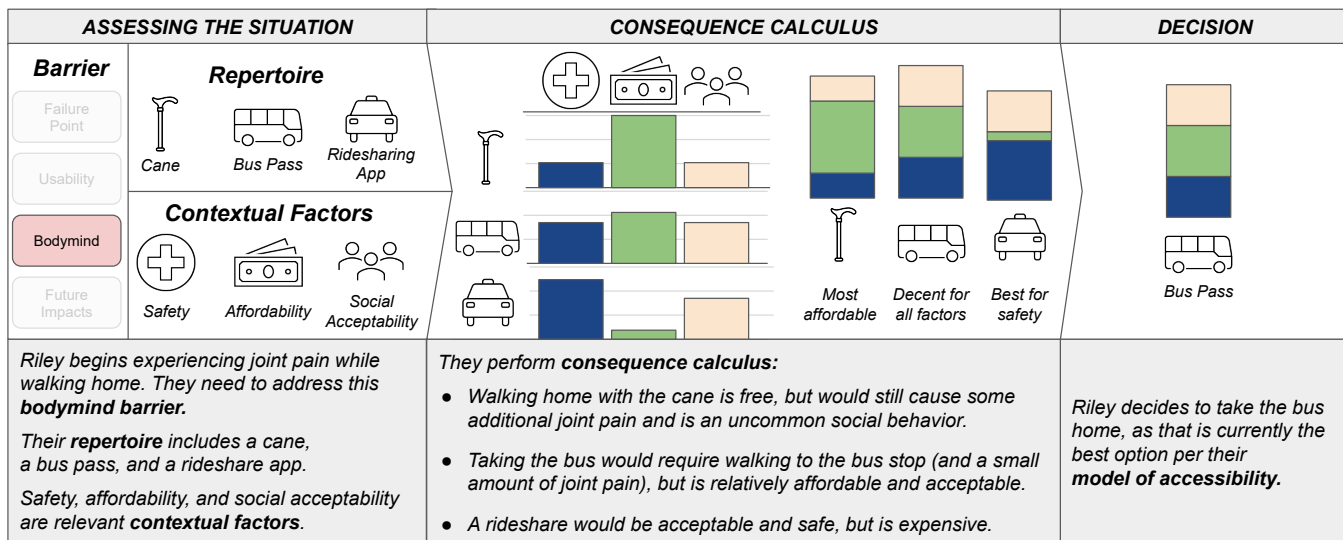 ASSESSING THE SITUATION
CONSEQUENCE CALCULUS
DECISION
Barrier
Failure
Point
Usability
Bodymind
Future
Impacts
Repertoire
Cane
Bus Pass
Ridesharing
App
Contextual Factors
Safety
Affordability
Social
Acceptability
Most
affordable
Decent for
all factors
Best for
safety
Bus Pass
Riley begins experiencing joint pain while
walking home. They need to address this
bodymind barrier.
Their repertoire includes a cane,
a bus pass, and a rideshare app.
Safety, affordability, and social acceptability
are relevant contextual factors.
They perform consequence calculus:
● Walking home with the cane is free, but would still cause some
additional joint pain and is an uncommon social behavior.
● Taking the bus would require walking to the bus stop (and a small
amount of joint pain), but is relatively affordable and acceptable.
● A rideshare would be acceptable and safe, but is expensive.
Riley decides to take the bus
home, as that is currently the
best option per their
model of accessibility.